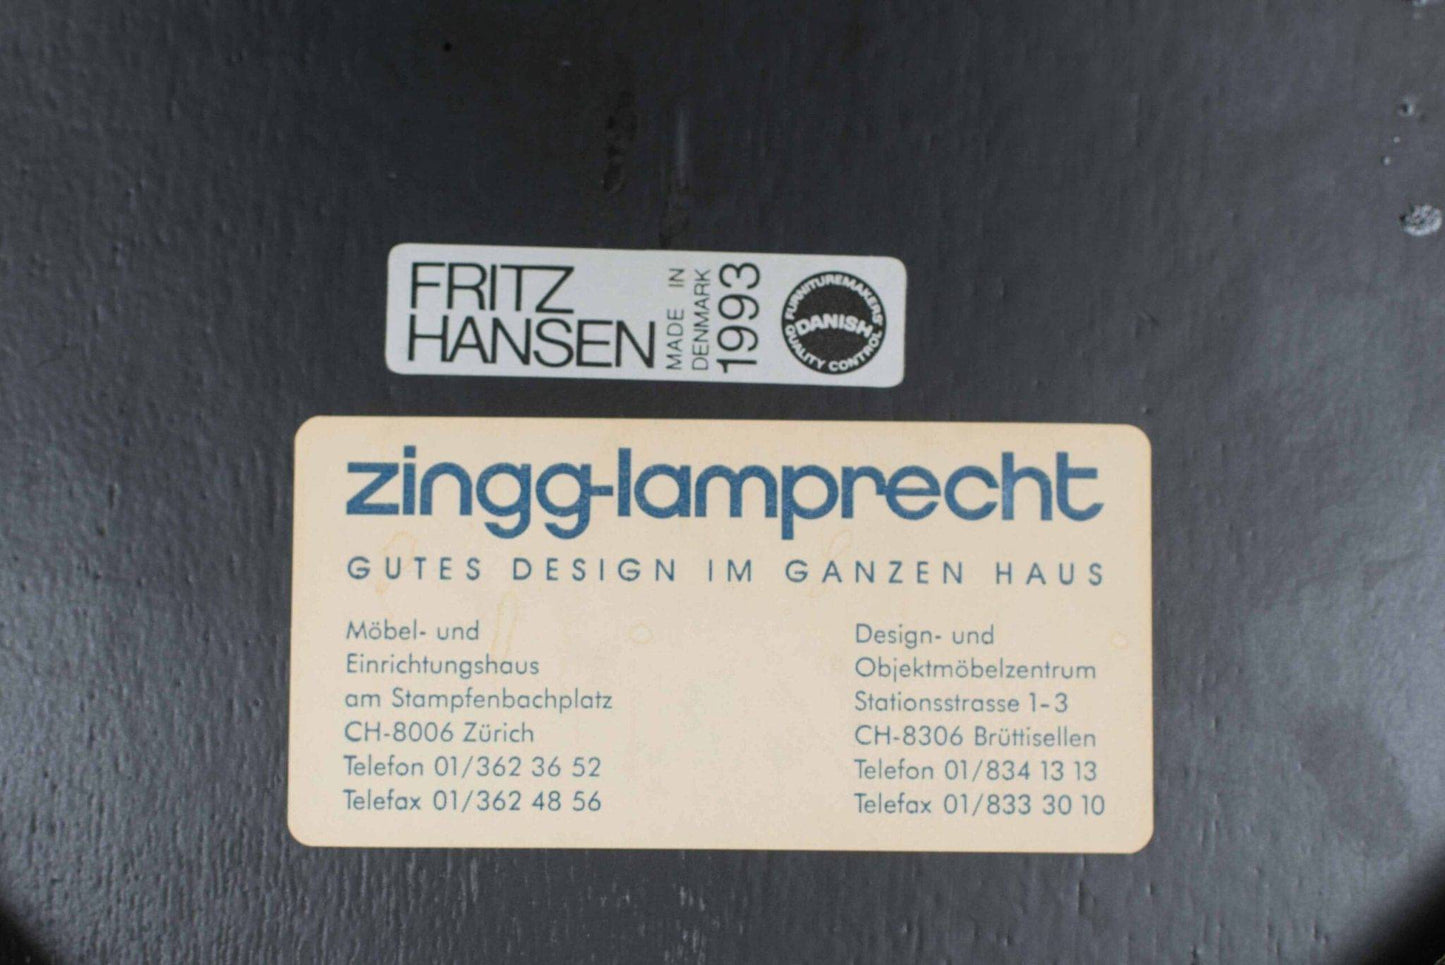 FRITZ
HANSEN
MADE IN
DENMARK
1993
FURNITUREMAKERS'
DANISH
QUALITY CONTROL
zingg-lamprecht
GUTES DESIGN IM GANZEN HAUS
Möbel- und
Einrichtungshaus
am Stampfenbachplatz
CH-8006 Zürich
Telefon 01/362 36 52
Telefax 01/362 48 56
Design- und
Objektmöbelzentrum
Stationsstrasse 1-3
CH-8306 Brüttisellen
Telefon 01/834 13 13
Telefax 01/833 30 10